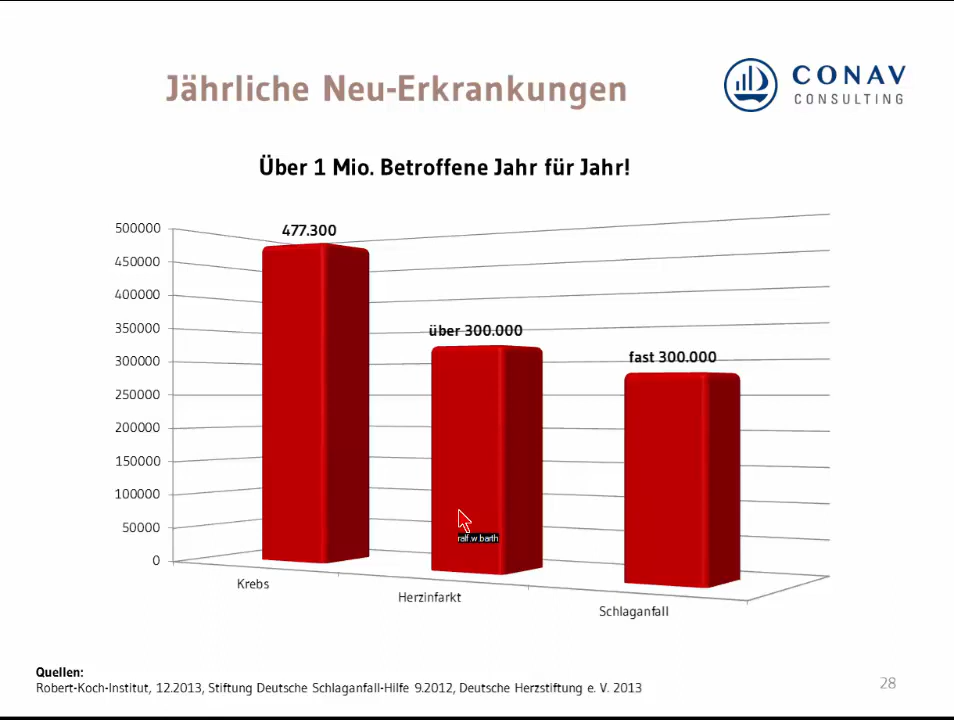 Jährliche Neu-Erkrankungen
CONAV
CONSULTING
Über 1 Mio. Betroffene Jahr für Jahr!
500000
450000
400000
350000
300000
250000
200000
150000
100000
50000
0
477.300
über 300.000
fast 300.000
ralf.w.barth
Krebs
Herzinfarkt
Schlaganfall
Quellen:
Robert-Koch-Institut, 12.2013, Stiftung Deutsche Schlaganfall-Hilfe 9.2012, Deutsche Herzstiftung e. V. 2013
28